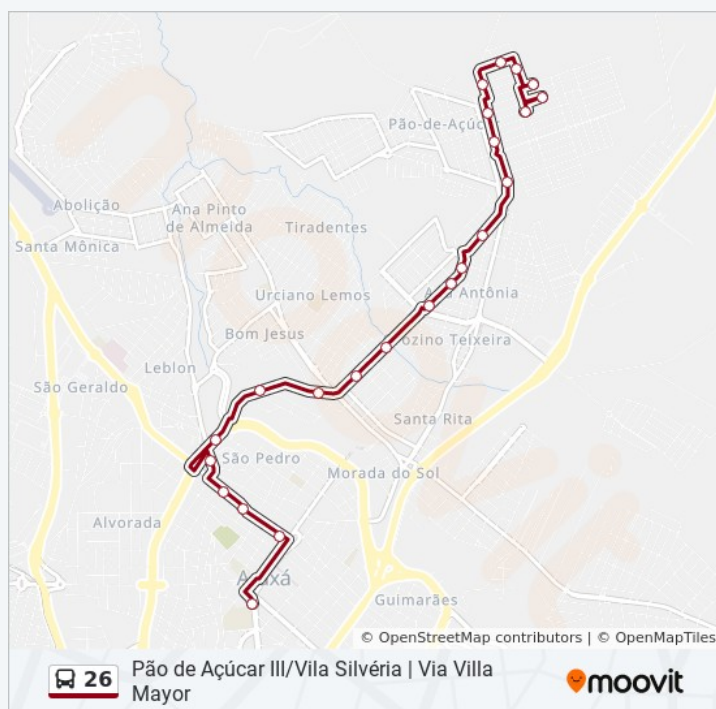 Pão-de-Açúc
Abolição
Ana Pinto
de Almeida
Tiradentes
Santa Mônica
Urciano Lemos
Antônia
Bom Jesus
ozino Teixeira
Leblon
São Geraldo
Santa Rita
São Pedro
Morada do Sol
Alvorada
Guimarães
© OpenStreetMap contributors | © OpenMapTiles
26
Pão de Açúcar III/Vila Silvéria | Via Villa
Mayor
moovit